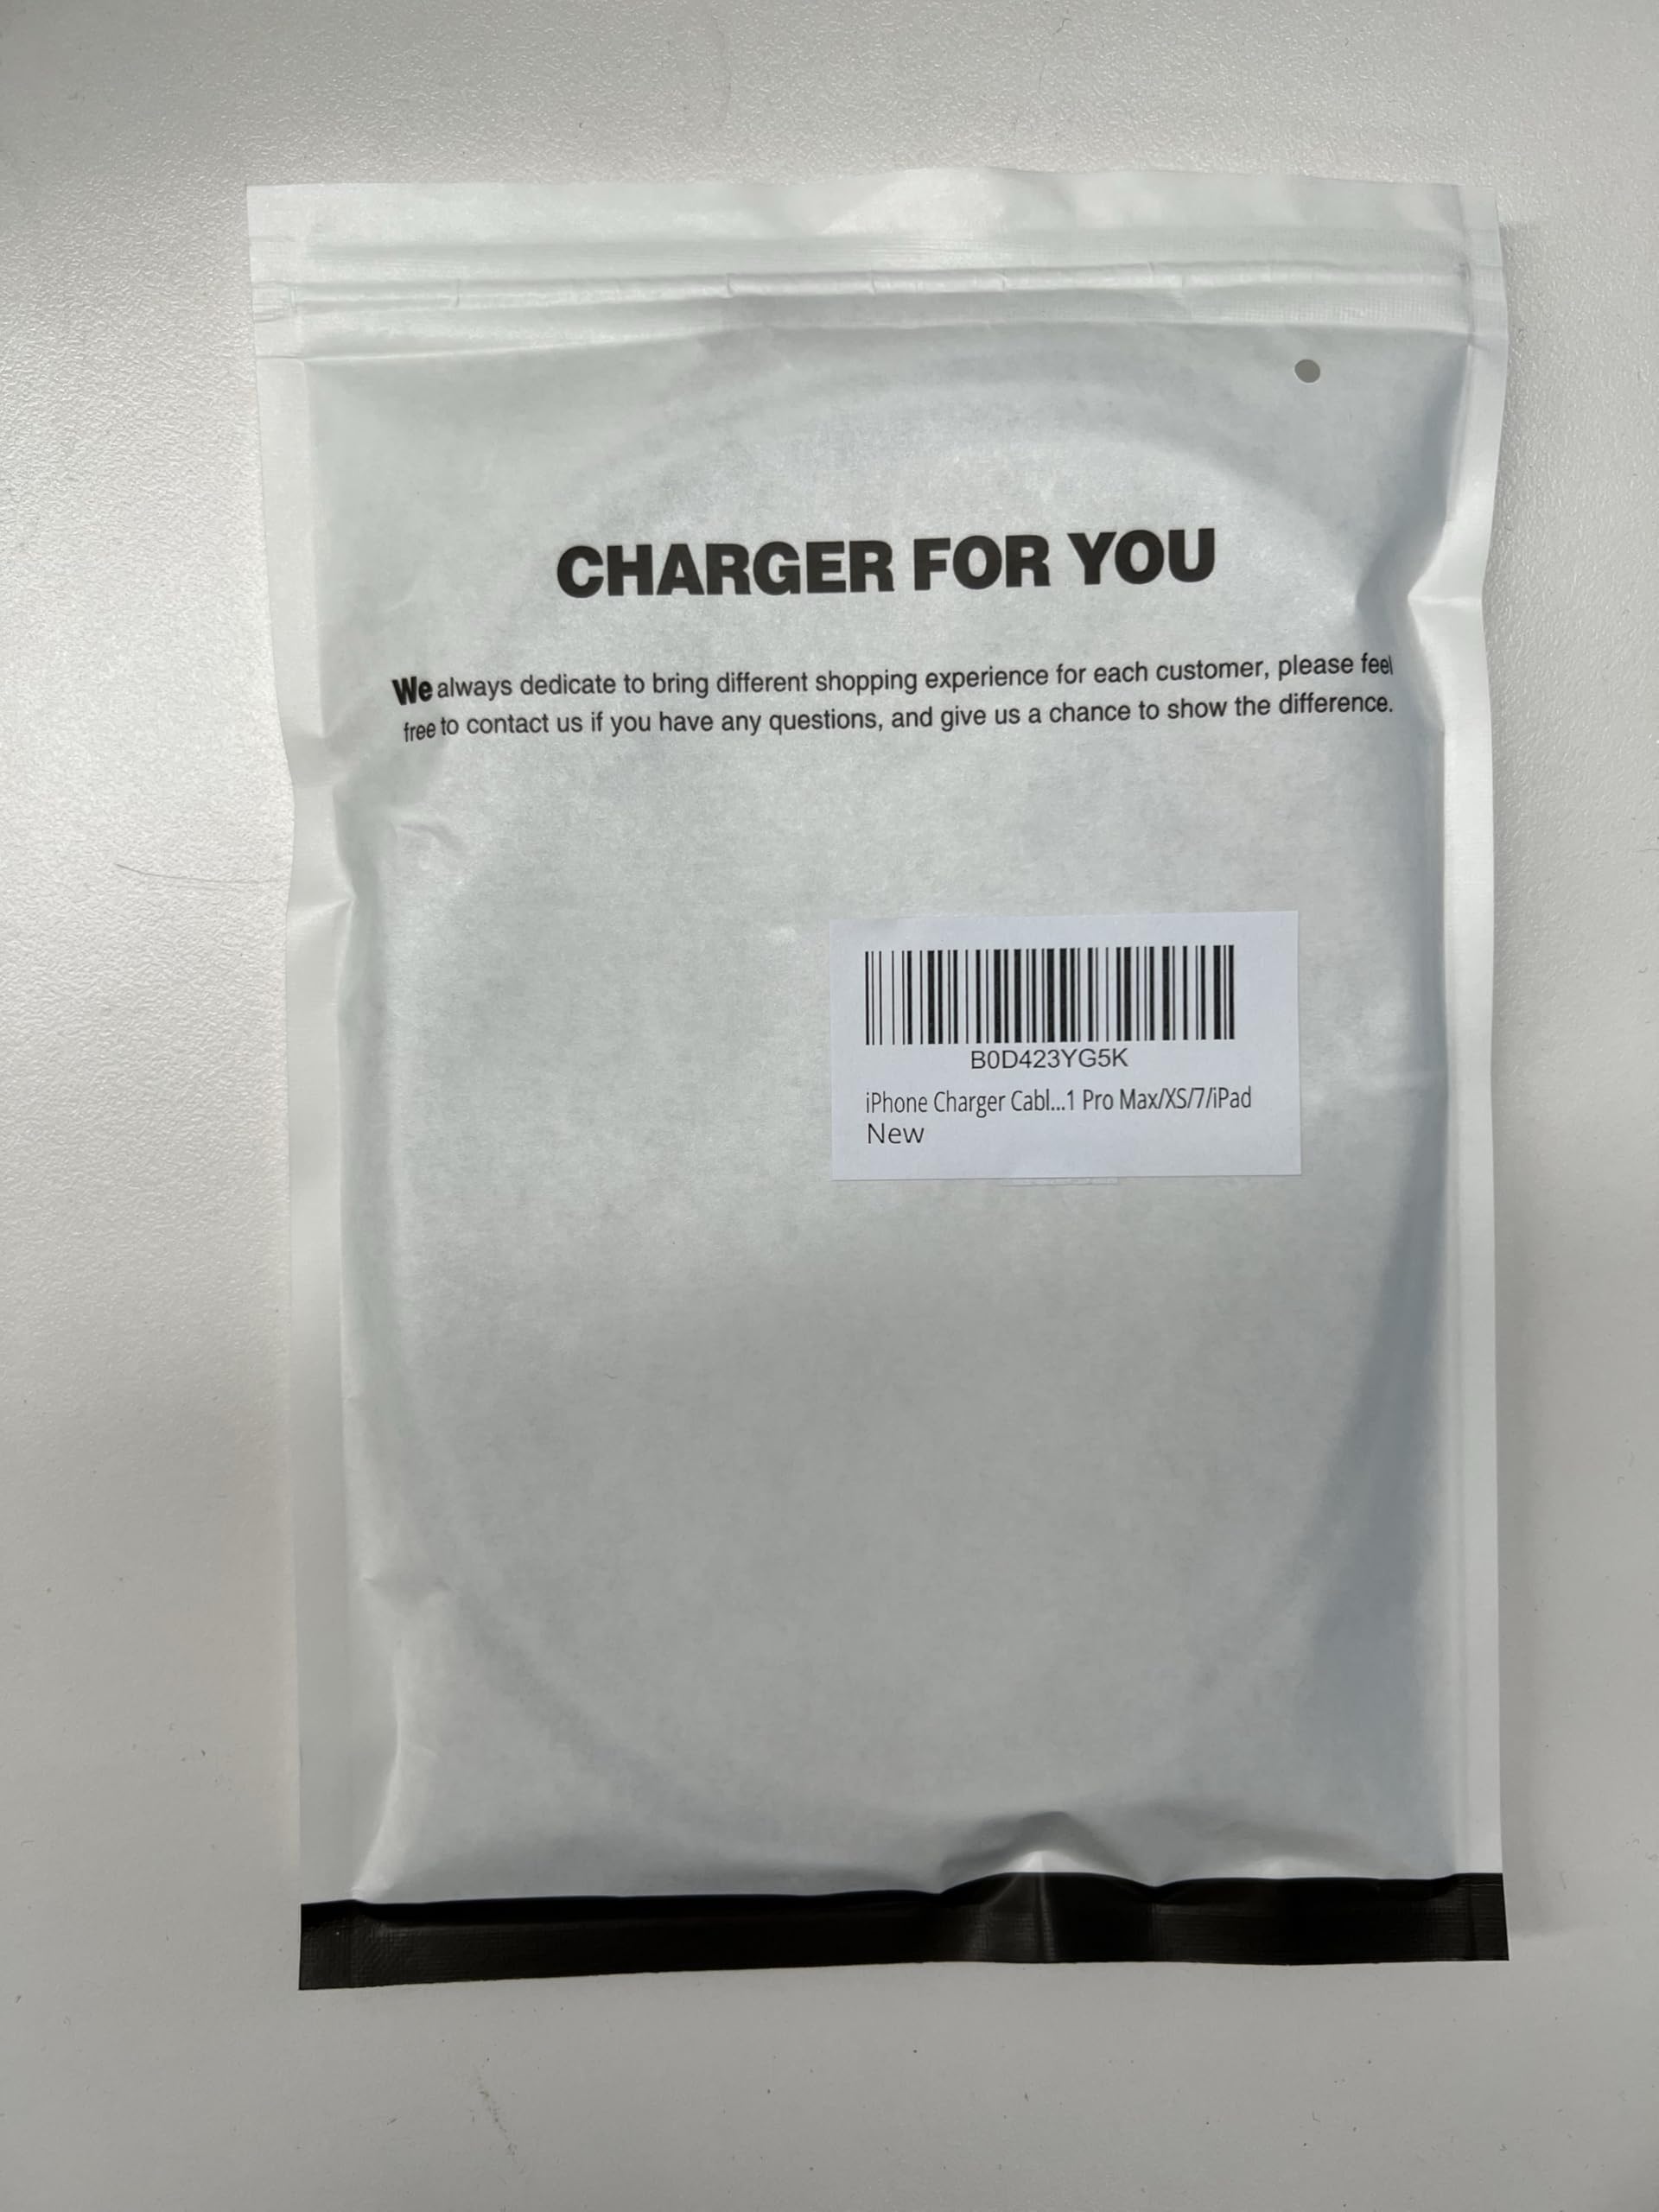 CHARGER FOR YOU
We always dedicate to bring different shopping experience for each customer, please feel
free to contact us if you have any questions, and give us a chance to show the difference.
B0D423YG5K
iPhone Charger Cabl...1 Pro Max/XS/7/iPad
New